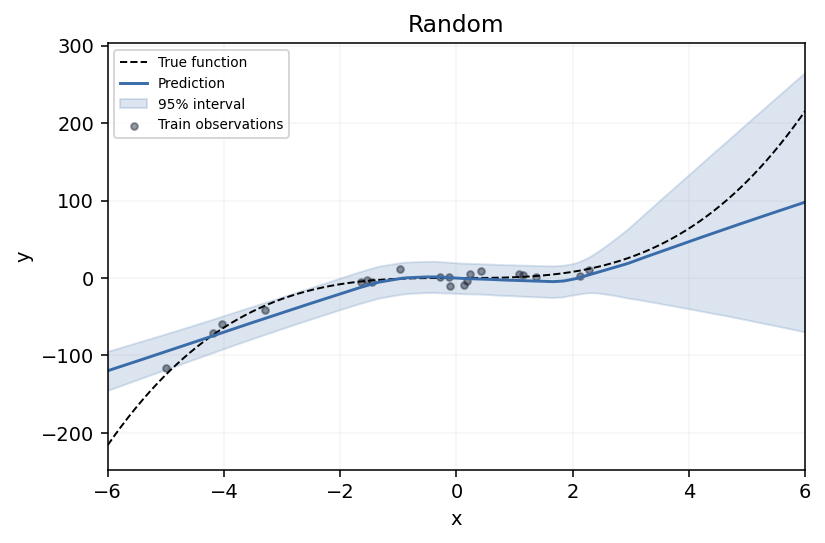 Random
300
200
100
0
−100
−200
y
True function
Prediction
95% interval
Train observations
−6
−4
−2
0
2
4
6
x